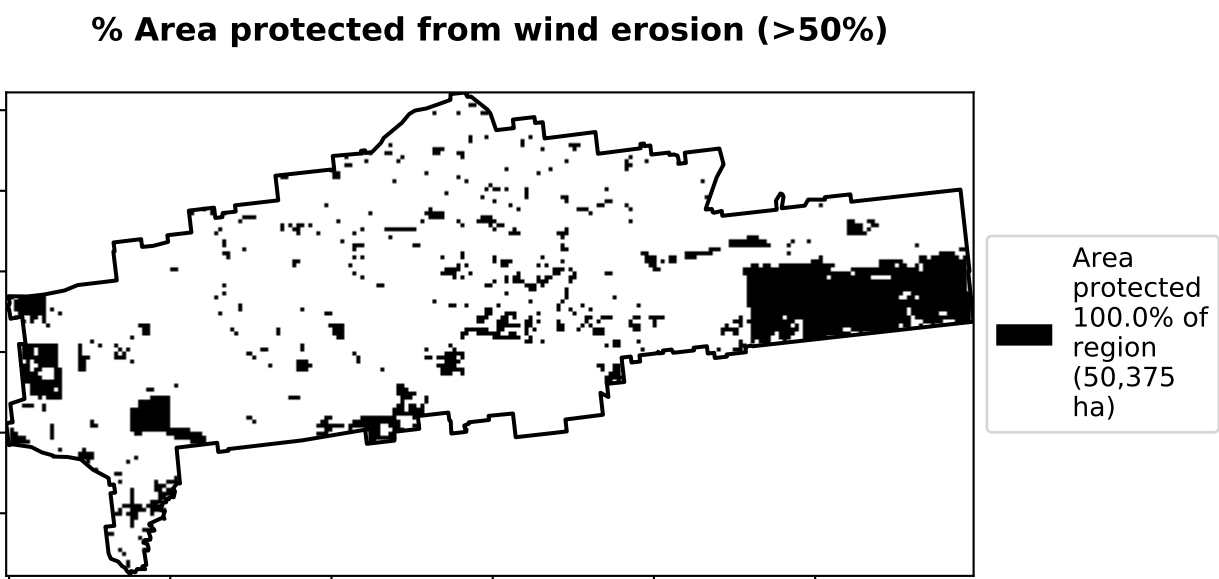 % Area protected from wind erosion (>50%)
Area
protected
100.0% of
region
(50,375
ha)